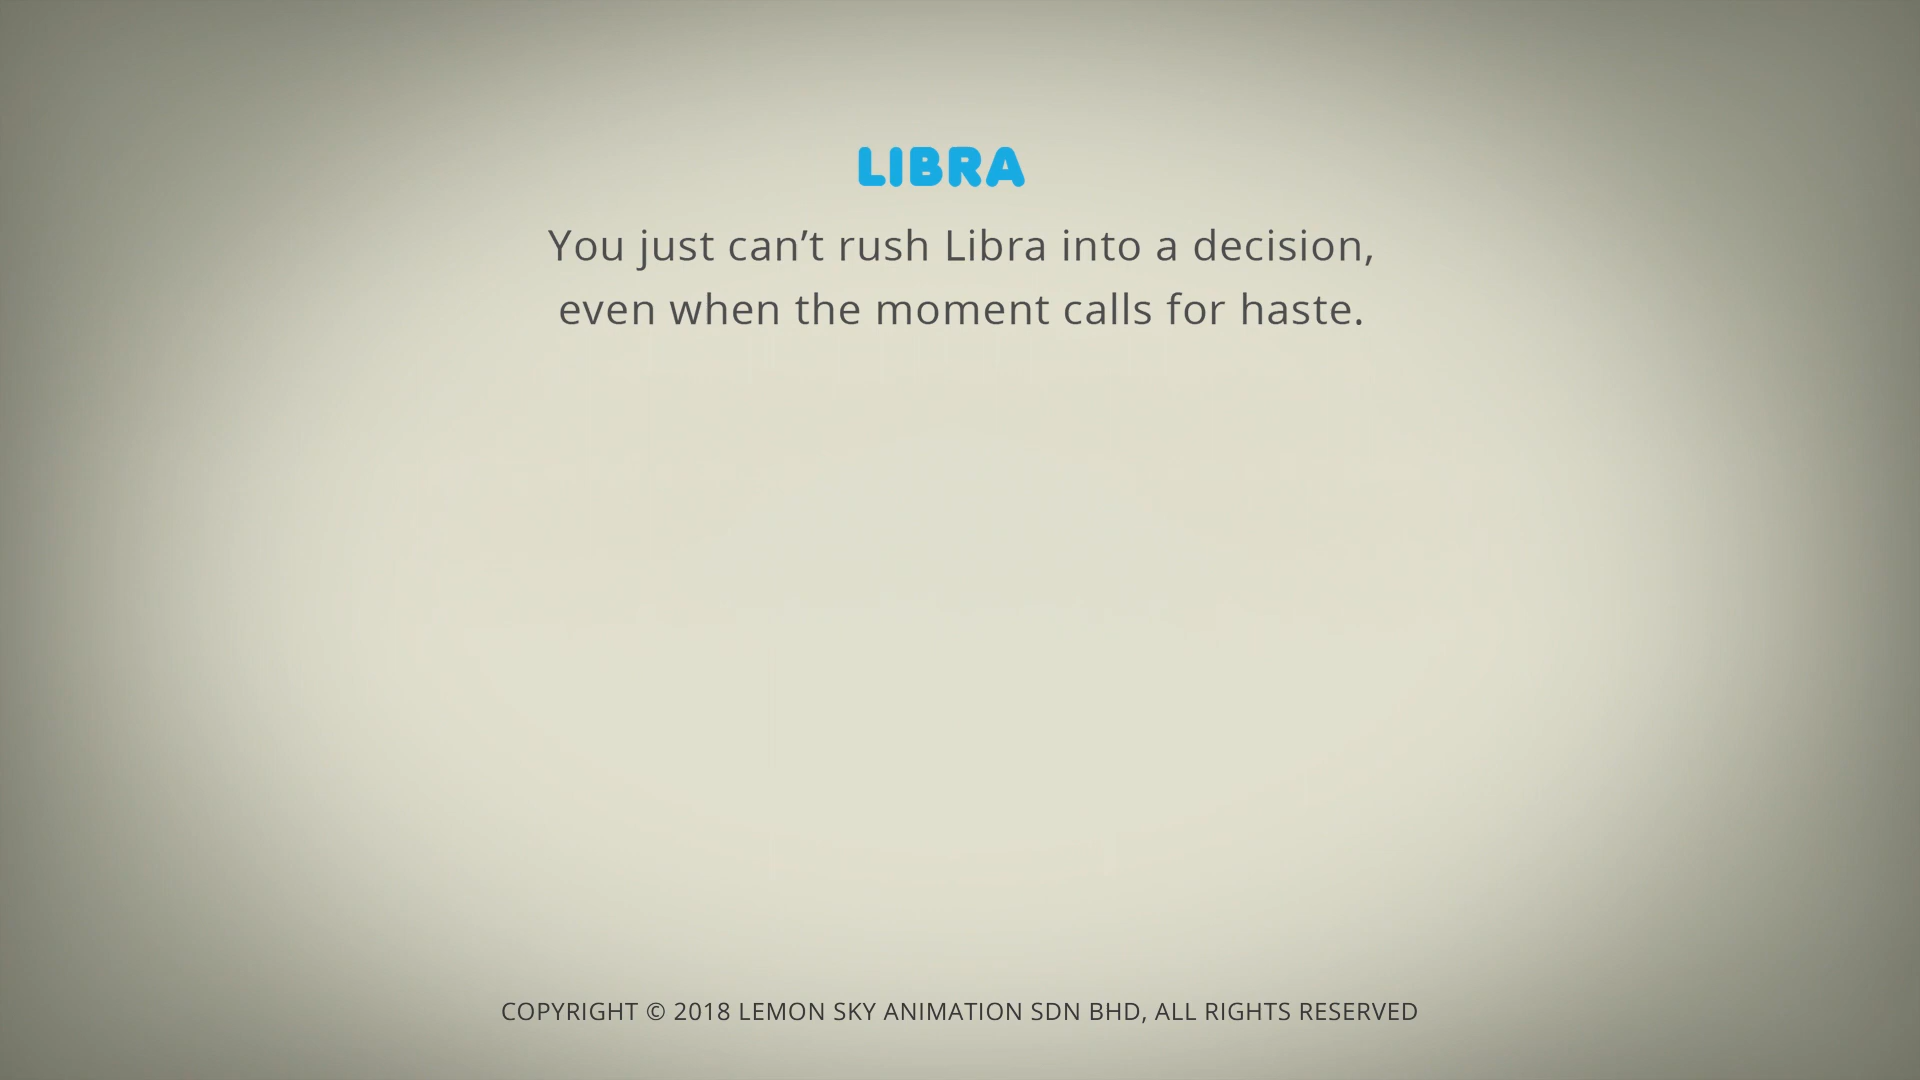 LIBRA
You just can’t rush Libra into a decision,
even when the moment calls for haste.
COPYRIGHT © 2018 LEMON SKY ANIMATION SDN BHD, ALL RIGHTS RESERVED